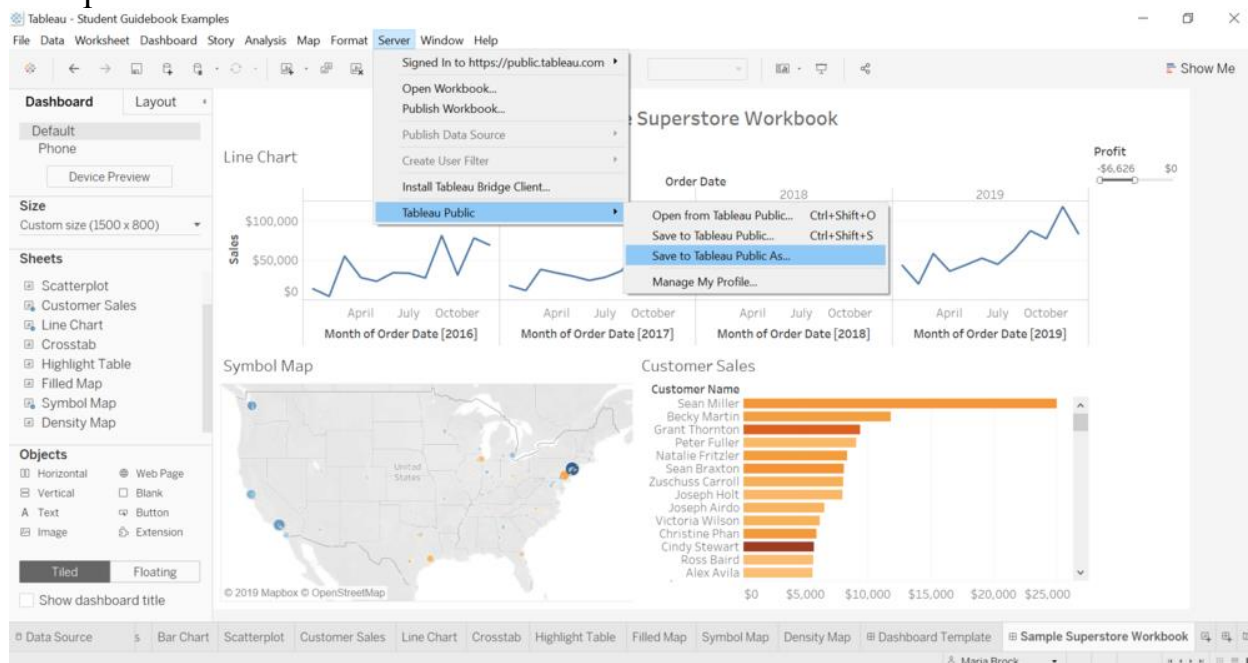 Tableau - Student Guidebook Examples
File Data Worksheet Dashboard Story Analysis Map Format Server Window Help
Show Me
Signed In to https://public.tableau.com
Open Workbook...
Publish Workbook...
Publish Data Source
Create User Filter
Install Tableau Bridge Client...
Tableau Public
Open from Tableau Public... Ctrl+Shift+O
Save to Tableau Public... Ctrl+Shift+S
Save to Tableau Public As...
Manage My Profile...
Dashboard Layout
Default
Phone
Device Preview
Size
Custom size (1500 x 800)
Sheets
Scatterplot
Customer Sales
Line Chart
Crosstab
Highlight Table
Filled Map
Symbol Map
Density Map
Objects
Horizontal Web Page
Vertical Blank
A Text Button
Image Extension
Tiled Floating
Show dashboard title
Superstore Workbook
Line Chart
Profit
-$6,626 $0
Order Date
2018 2019
Sales
$100,000
$50,000
$0
April July October April July October April July October April July October
Month of Order Date [2016] Month of Order Date [2017] Month of Order Date [2018] Month of Order Date [2019]
Symbol Map
United
States
© 2019 Mapbox © OpenStreetMap
Customer Sales
Customer Name
Sean Miller
Becky Martin
Grant Thornton
Peter Fuller
Natalie Fritzler
Sean Braxton
Zuschuss Carroll
Joseph Holt
Joseph Airdo
Victoria Wilson
Christine Phan
Cindy Stewart
Ross Baird
Alex Avila
$0 $5,000 $10,000 $15,000 $20,000 $25,000
Data Source s Bar Chart Scatterplot Customer Sales Line Chart Crosstab Highlight Table Filled Map Symbol Map Density Map Dashboard Template Sample Superstore Workbook
Maria Brock